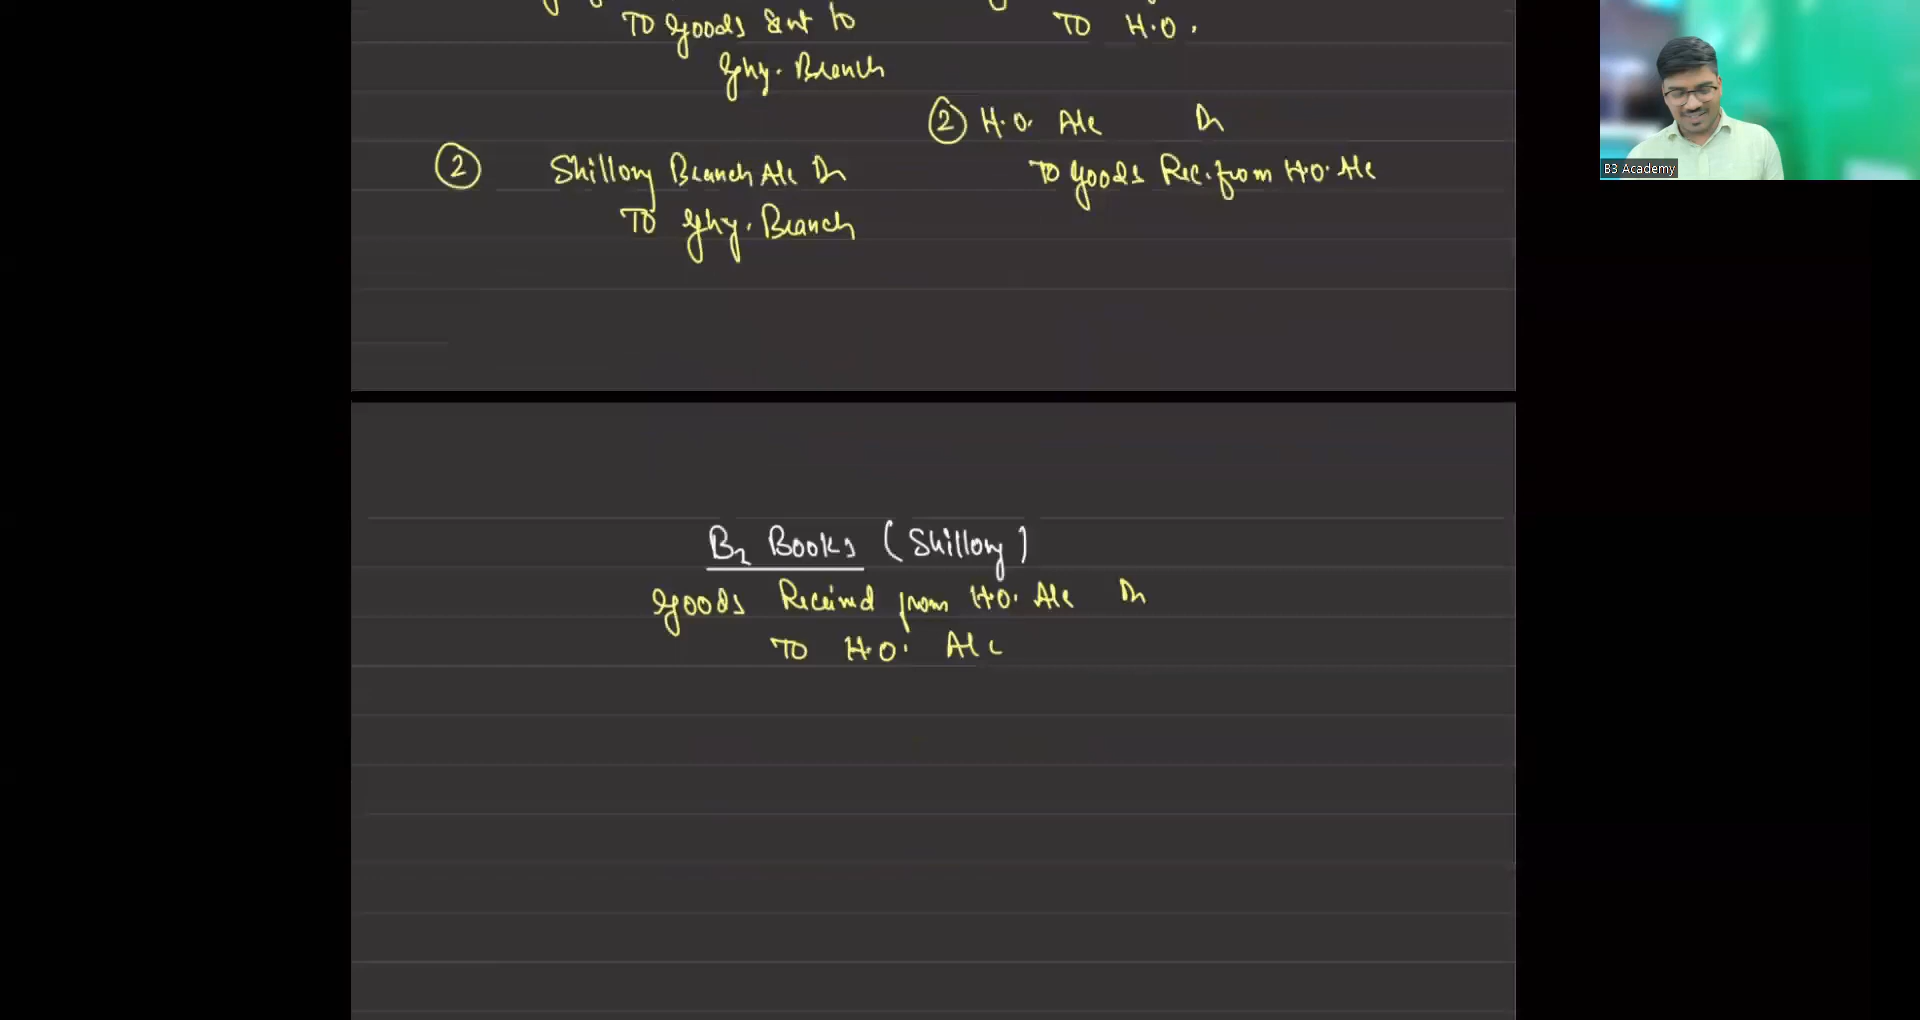 To Goods Sent to
Ghy. Branch
② Shillong Branch A/c Dr
To Ghy. Branch
To H.O.
② H.O. A/c Dr
To Goods Rec. from H.O. A/c
B2 Books (Shillong)
Goods Received from H.O. A/c Dr
To H.O. A/c
B3 Academy